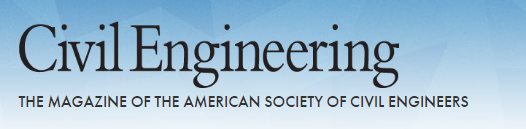 Civil Engineering
THE MAGAZINE OF THE AMERICAN SOCIETY OF CIVIL ENGINEERS